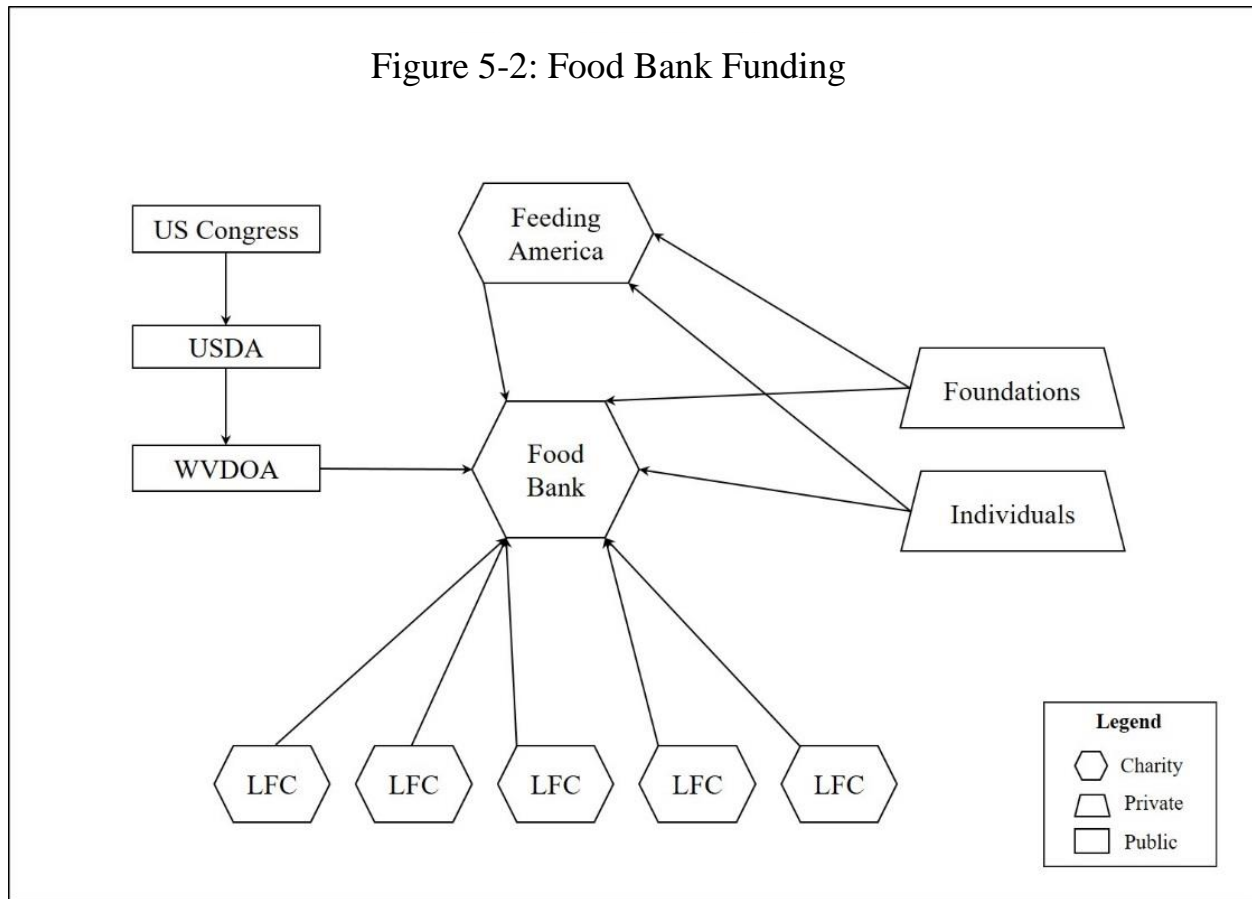 Figure 5-2: Food Bank Funding
US Congress
USDA
WVDOA
Feeding
America
Food
Bank
Foundations
Individuals
LFC
LFC
LFC
LFC
LFC
Legend
Charity
Private
Public